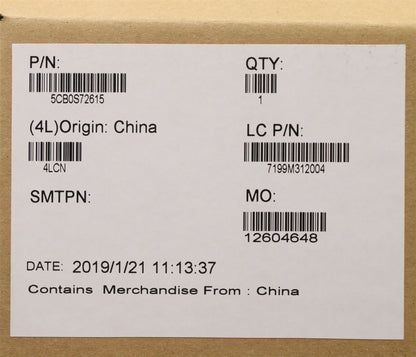 P/N:
5CB0S72615
QTY:
1
(4L)Origin: China
4LCN
LC P/N:
7199M312004
SMTPN:
MO:
12604648
DATE: 2019/1/21 11:13:37
Contains Merchandise From : China